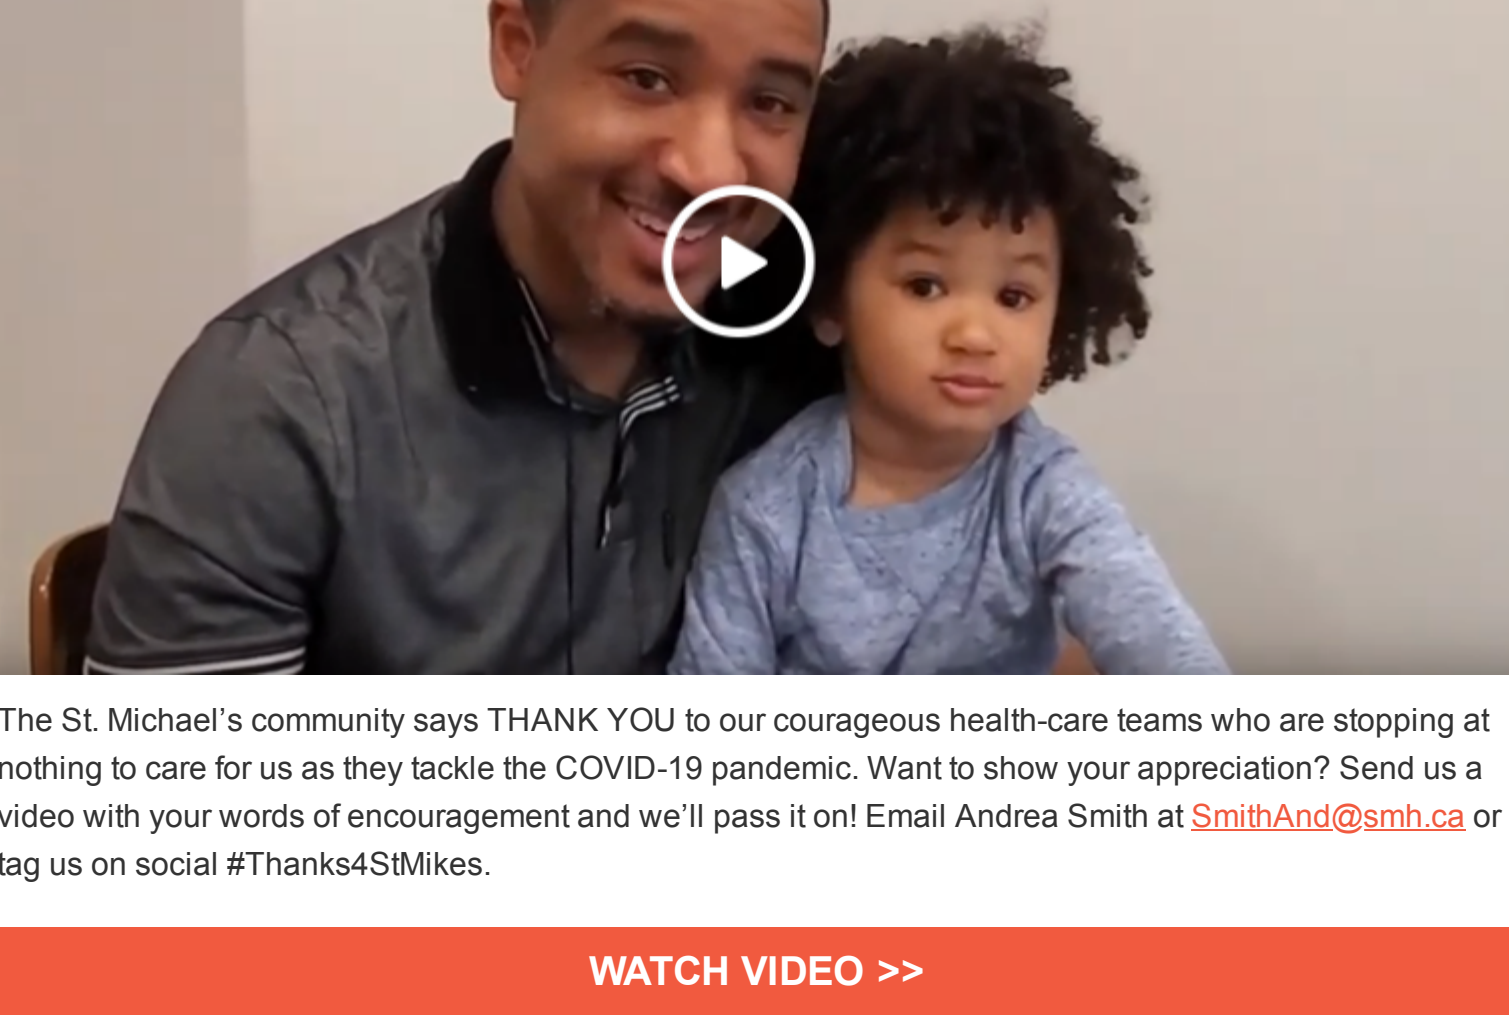 The St. Michael’s community says THANK YOU to our courageous health-care teams who are stopping at
nothing to care for us as they tackle the COVID-19 pandemic. Want to show your appreciation? Send us a
video with your words of encouragement and we’ll pass it on! Email Andrea Smith at SmithAnd@smh.ca or
tag us on social #Thanks4StMikes.
WATCH VIDEO >>